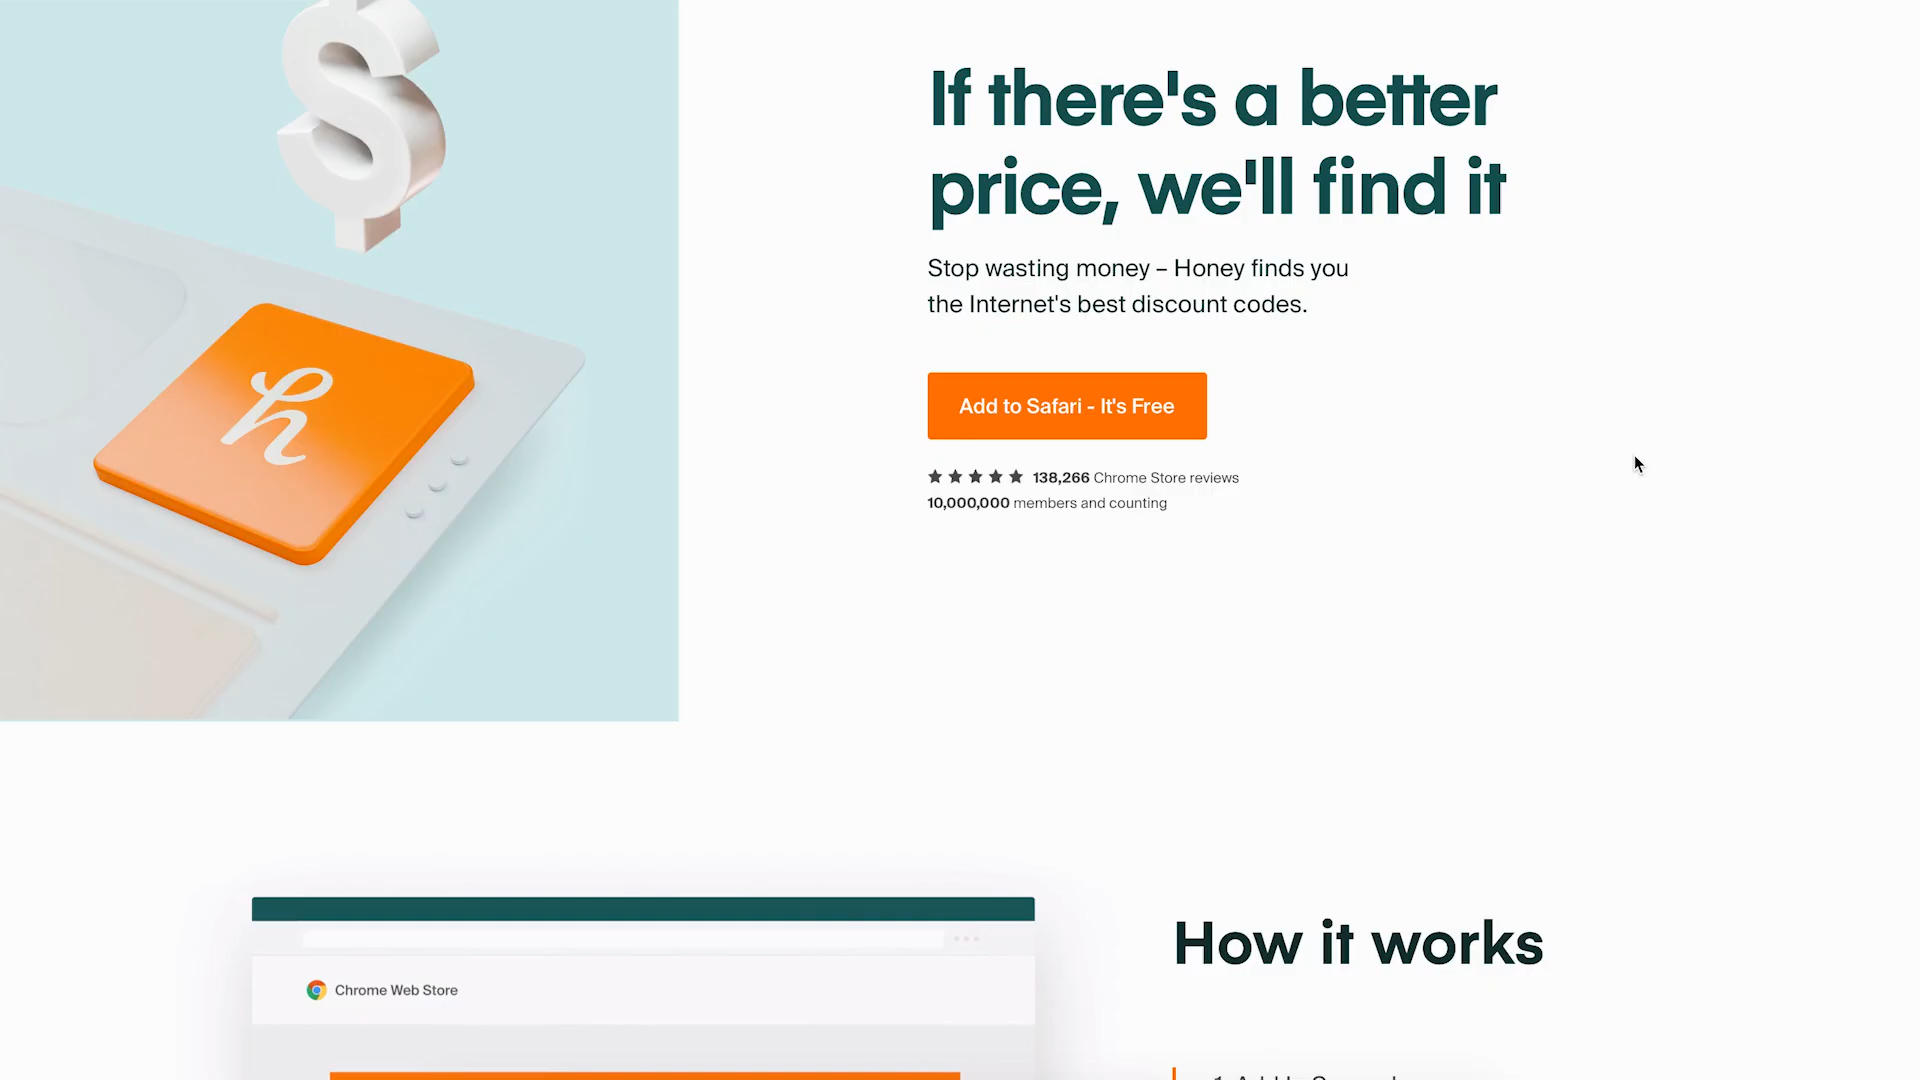 $
h
If there's a better
price, we'll find it
Stop wasting money – Honey finds you
the Internet's best discount codes.
Add to Safari - It's Free
138,266 Chrome Store reviews
10,000,000 members and counting
Chrome Web Store
How it works